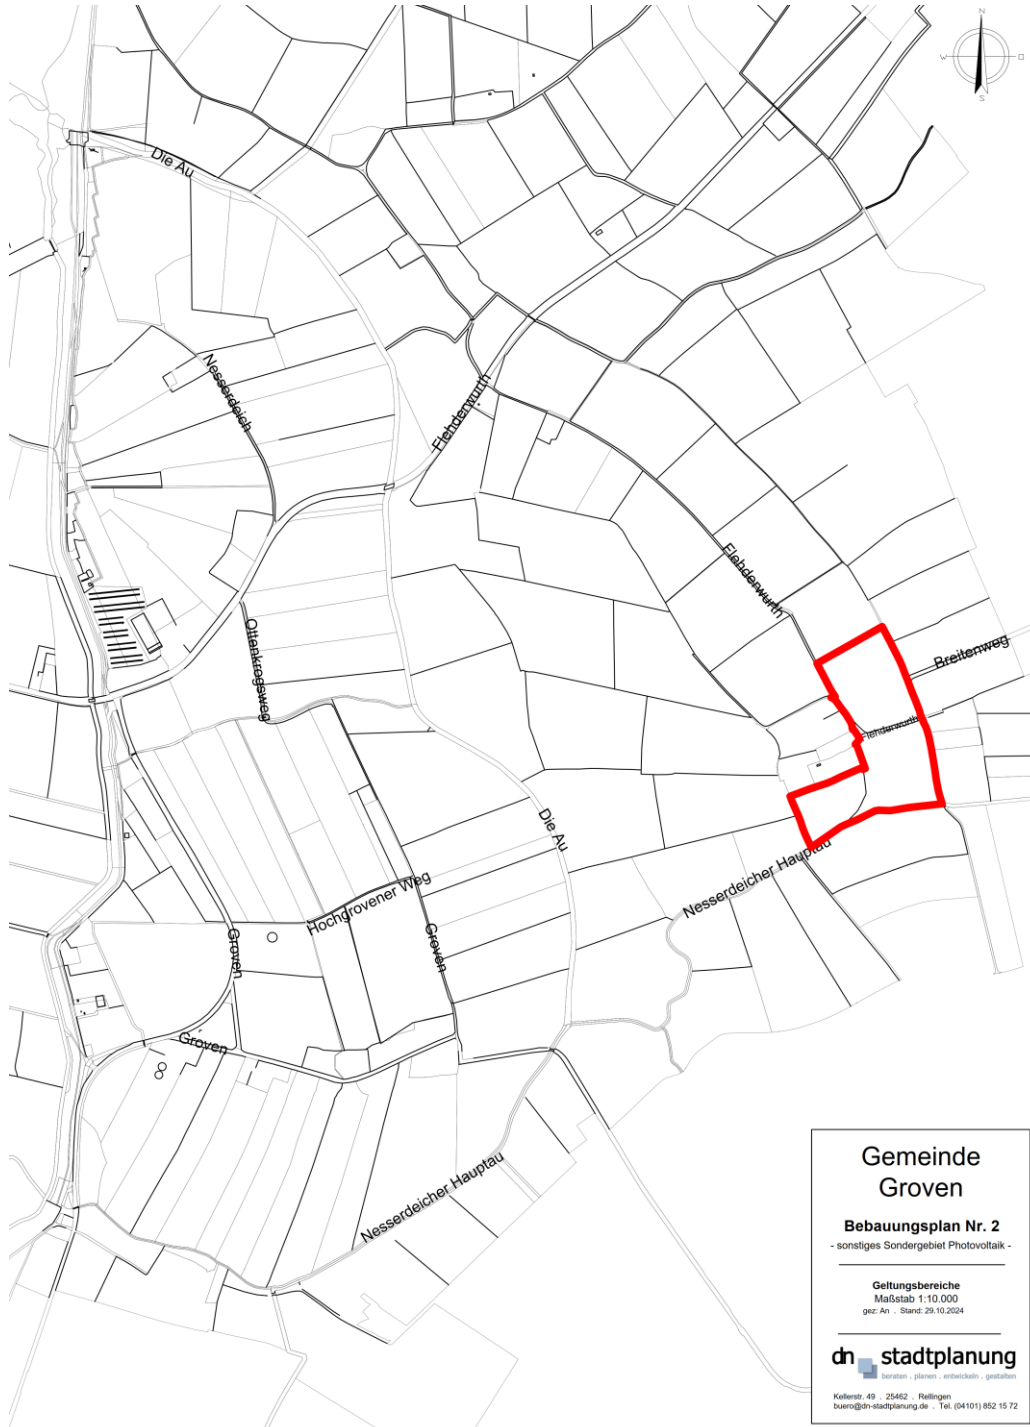 N
W
O
S
Die Au
Nesserdeich
Flehderwurth
Flehderwurth
Ottenkrogsweg
Breitenweg
Flehderwurth
Die Au
Nesserdeicher Hauptau
Hochgrovener Weg
Groven
Groven
Groven
Nesserdeicher Hauptau
Gemeinde
Groven
Bebauungsplan Nr. 2
- sonstiges Sondergebiet Photovoltaik -
Geltungsbereiche
Maßstab 1:10.000
gez: An . Stand: 29.10.2024
dn stadtplanung
beraten . planen . entwickeln . gestalten
Kellerstr. 49 . 25462 . Rellingen
buero@dn-stadtplanung.de . Tel. (04101) 852 15 72